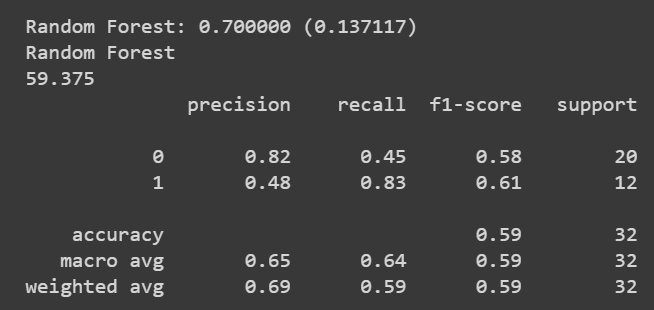 Random Forest: 0.700000 (0.137117)
Random Forest
59.375
precision recall f1-score support
0 0.82 0.45 0.58 20
1 0.48 0.83 0.61 12
accuracy 0.59 32
macro avg 0.65 0.64 0.59 32
weighted avg 0.69 0.59 0.59 32